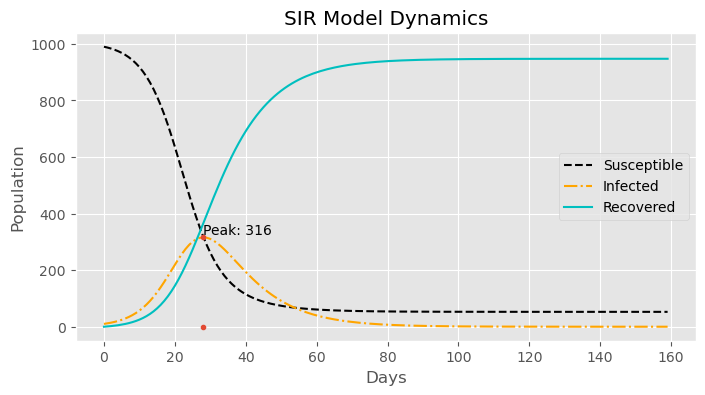 SIR Model Dynamics
Population
1000
800
600
400
200
0
Peak: 316
Susceptible
Infected
Recovered
0 20 40 60 80 100 120 140 160
Days